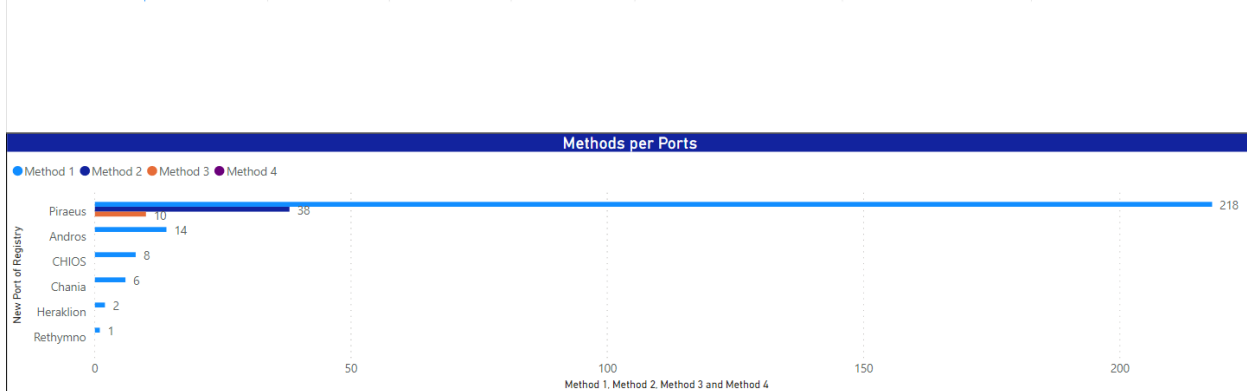 Methods per Ports
Method 1 Method 2 Method 3 Method 4
New Port of Registry
Piraeus 218
38
10
Andros 14
CHIOS 8
Chania 6
Heraklion 2
Rethymno 1
0 50 100 150 200
Method 1, Method 2, Method 3 and Method 4